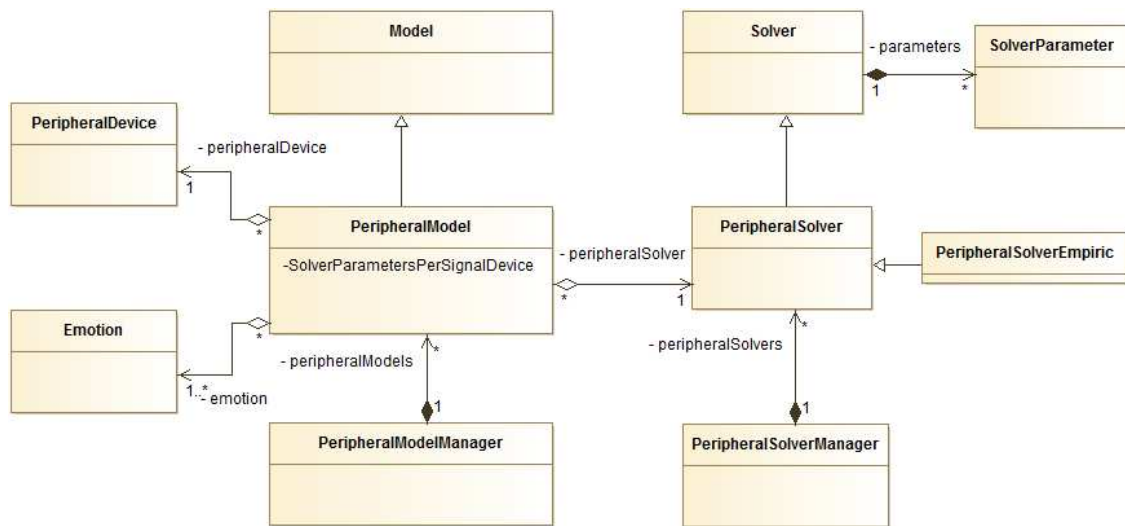 Model
Solver
- parameters
SolverParameter
1
*
PeripheralDevice
- peripheralDevice
1
*
PeripheralModel
-SolverParametersPerSignalDevice
- peripheralSolver
*
1
PeripheralSolver
PeripheralSolverEmpiric
Emotion
*
1..*
- emotion
- peripheralModels
*
1
- peripheralSolvers
*
1
PeripheralModelManager
PeripheralSolverManager